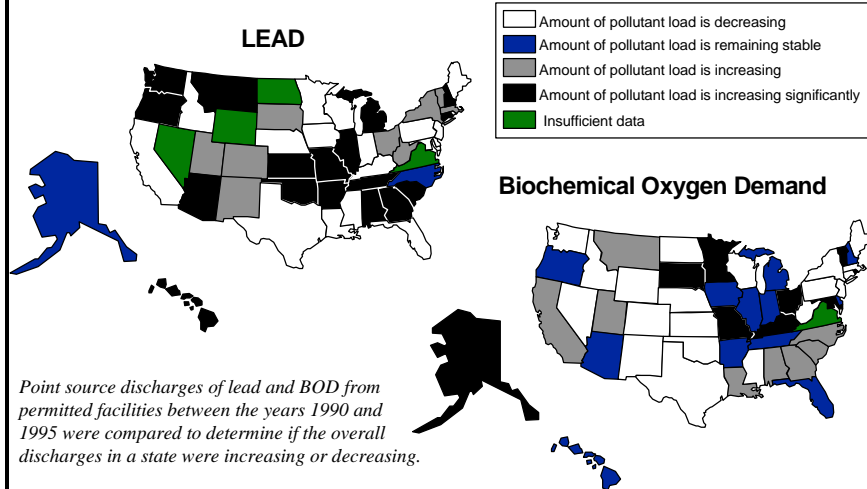 LEAD
Amount of pollutant load is decreasing
Amount of pollutant load is remaining stable
Amount of pollutant load is increasing
Amount of pollutant load is increasing significantly
Insufficient data
Biochemical Oxygen Demand
Point source discharges of lead and BOD from
permitted facilities between the years 1990 and
1995 were compared to determine if the overall
discharges in a state were increasing or decreasing.